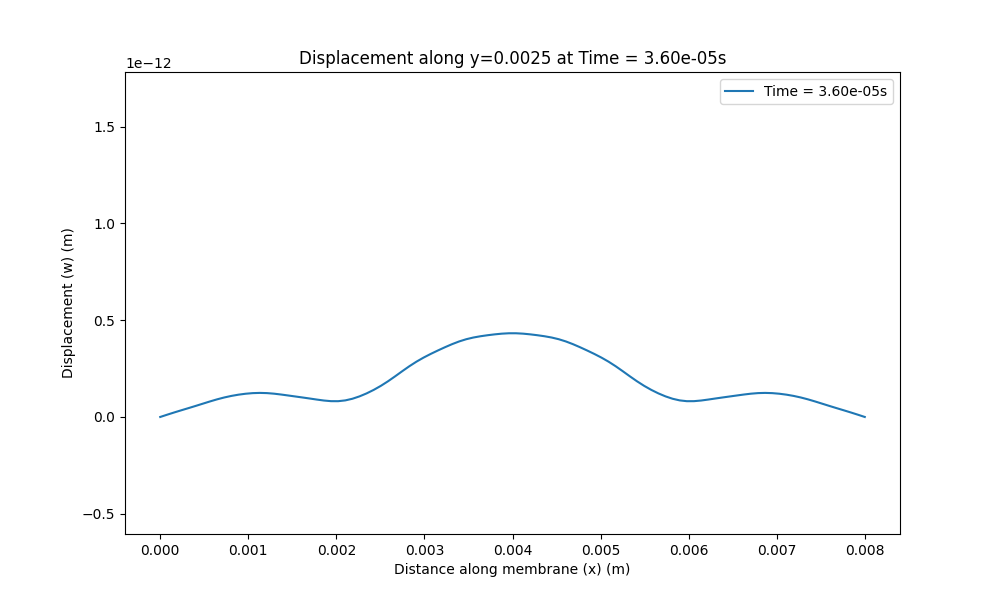 Displacement along y=0.0025 at Time = 3.60e-05s
1e−12
Time = 3.60e-05s
1.5
1.0
0.5
0.0
−0.5
Displacement (w) (m)
0.000 0.001 0.002 0.003 0.004 0.005 0.006 0.007 0.008
Distance along membrane (x) (m)